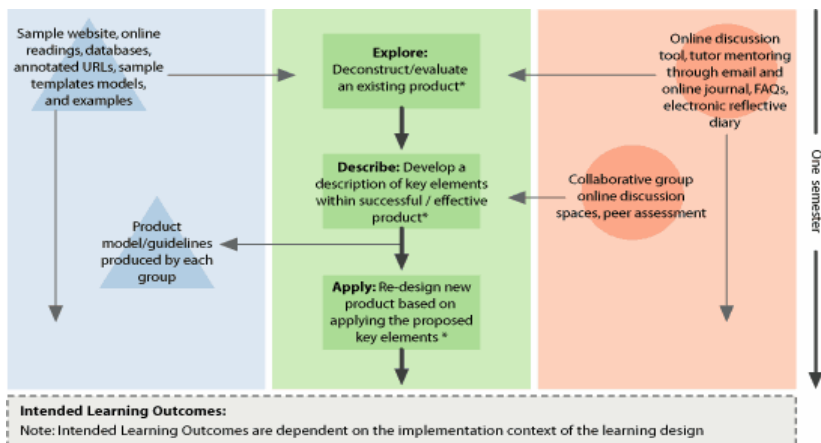 Sample website, online
readings, databases,
annotated URLs, sample
templates models,
and examples
Explore:
Deconstruct/evaluate
an existing product*
Online discussion
tool, tutor mentoring
through email and
online journal, FAQs,
electronic reflective
diary
Describe: Develop a
description of key elements
within successful / effective
product*
Collaborative group
online discussion
spaces, peer assessment
Product
model/guidelines
produced by each
group
Apply: Re-design new
product based on
applying the proposed
key elements *
One semester
Intended Learning Outcomes:
Note: Intended Learning Outcomes are dependent on the implementation context of the learning design